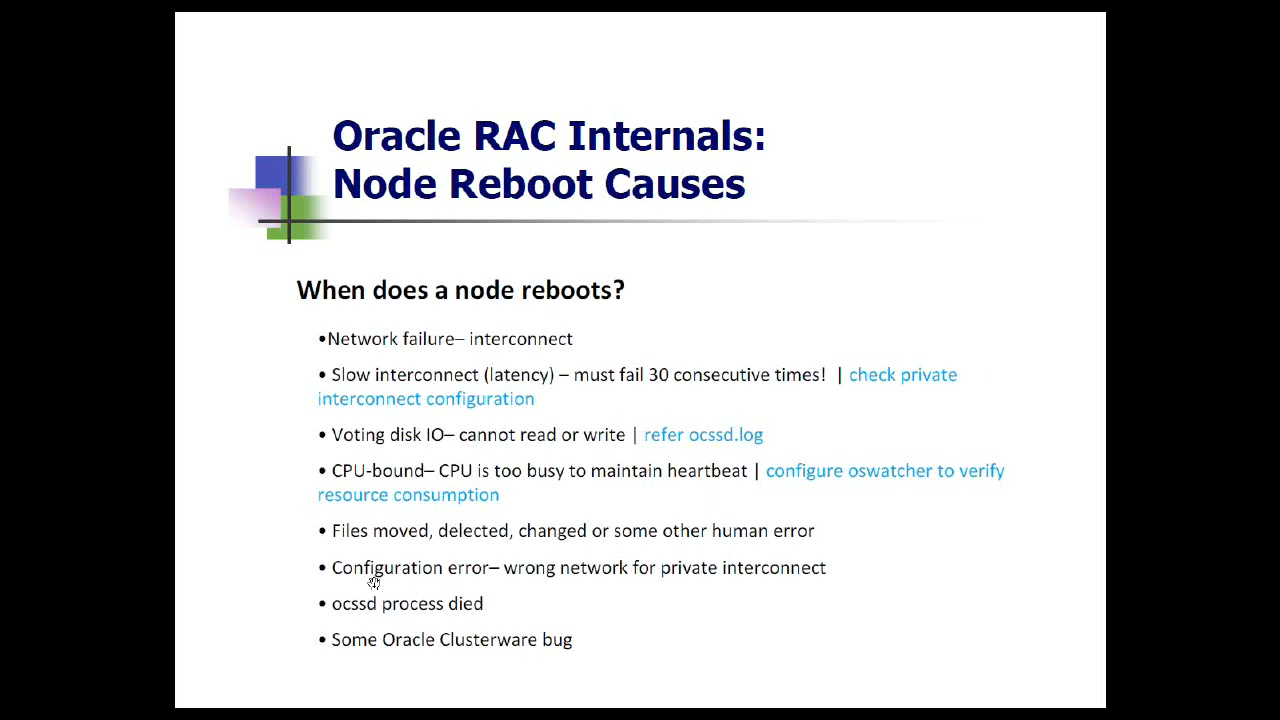 Oracle RAC Internals:
Node Reboot Causes
When does a node reboots?
•Network failure– interconnect
• Slow interconnect (latency) – must fail 30 consecutive times!  | check private
interconnect configuration
• Voting disk IO– cannot read or write | refer ocssd.log
• CPU-bound– CPU is too busy to maintain heartbeat | configure oswatcher to verify
resource consumption
• Files moved, delected, changed or some other human error
• Configuration error– wrong network for private interconnect
• ocssd process died
• Some Oracle Clusterware bug